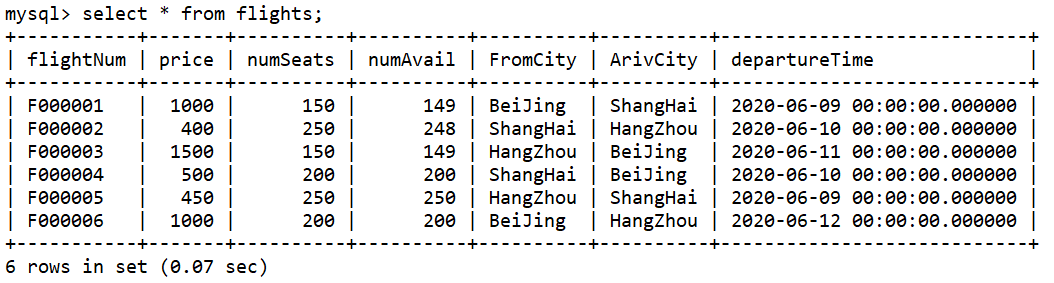 mysql> select * from flights;
+-----------+-------+----------+----------+----------+----------+----------------------------+
| flightNum | price | numSeats | numAvail | FromCity | ArivCity | departureTime              |
+-----------+-------+----------+----------+----------+----------+----------------------------+
| F000001   |  1000 |      150 |      149 | BeiJing  | ShangHai | 2020-06-09 00:00:00.000000 |
| F000002   |   400 |      250 |      248 | ShangHai | HangZhou | 2020-06-10 00:00:00.000000 |
| F000003   |  1500 |      150 |      149 | HangZhou | BeiJing  | 2020-06-11 00:00:00.000000 |
| F000004   |   500 |      200 |      200 | ShangHai | BeiJing  | 2020-06-10 00:00:00.000000 |
| F000005   |   450 |      250 |      250 | HangZhou | ShangHai | 2020-06-09 00:00:00.000000 |
| F000006   |  1000 |      200 |      200 | BeiJing  | HangZhou | 2020-06-12 00:00:00.000000 |
+-----------+-------+----------+----------+----------+----------+----------------------------+
6 rows in set (0.07 sec)